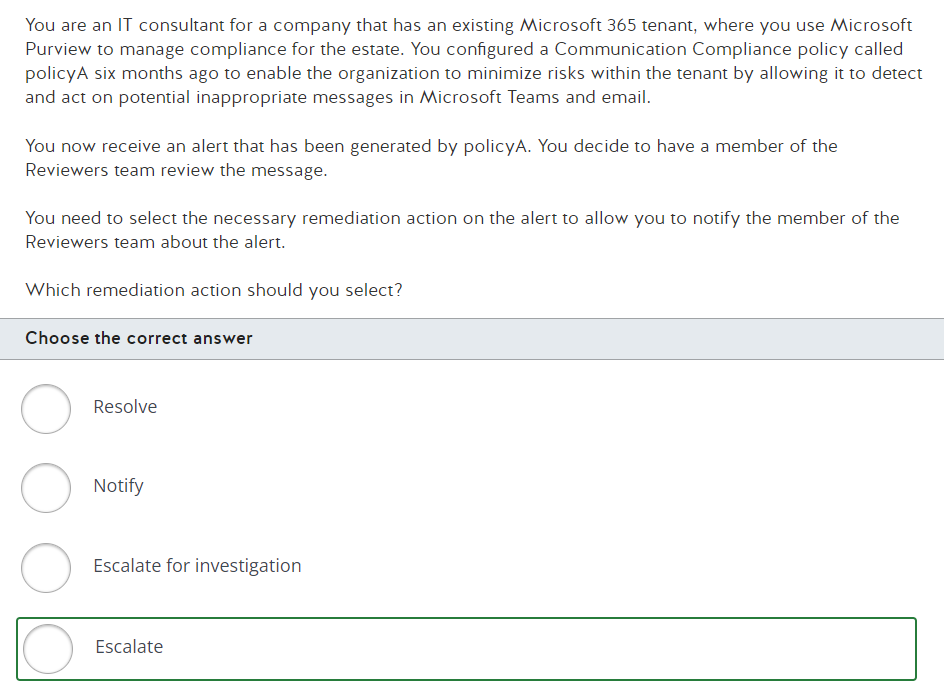 You are an IT consultant for a company that has an existing Microsoft 365 tenant, where you use Microsoft
Purview to manage compliance for the estate. You configured a Communication Compliance policy called
policyA six months ago to enable the organization to minimize risks within the tenant by allowing it to detect
and act on potential inappropriate messages in Microsoft Teams and email.
You now receive an alert that has been generated by policyA. You decide to have a member of the
Reviewers team review the message.
You need to select the necessary remediation action on the alert to allow you to notify the member of the
Reviewers team about the alert.
Which remediation action should you select?
Choose the correct answer
Resolve
Notify
Escalate for investigation
Escalate